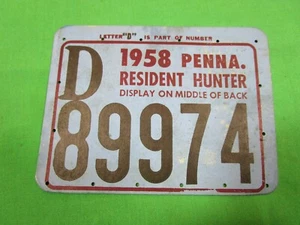 LETTER "D" IS PART OF NUMBER
D 1958 PENNA.
RESIDENT HUNTER
DISPLAY ON MIDDLE OF BACK
89974